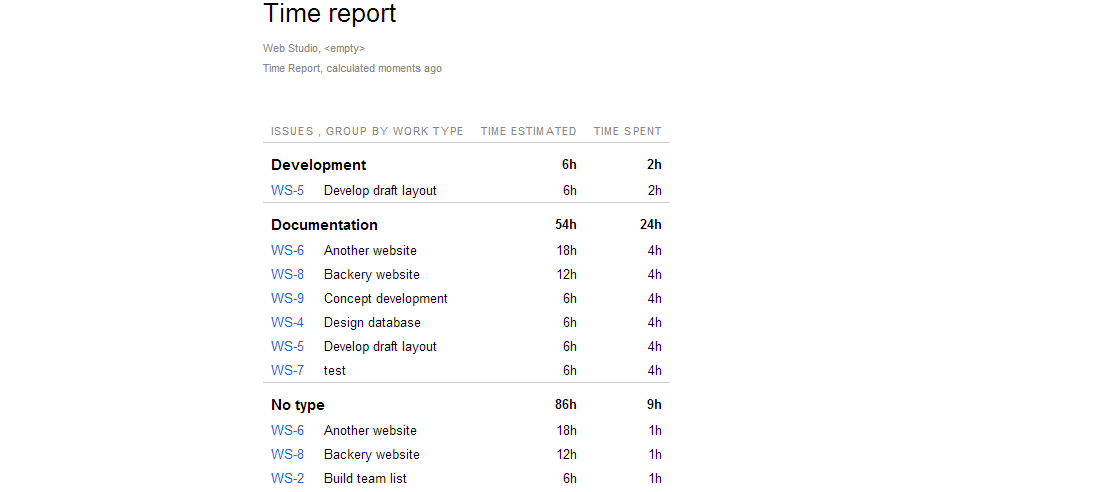 Time report
Web Studio, <empty>
Time Report, calculated moments ago
ISSUES , GROUP BY WORK TYPE TIME ESTIMATED TIME SPENT
Development 6h 2h
WS-5 Develop draft layout 6h 2h
Documentation 54h 24h
WS-6 Another website 18h 4h
WS-8 Backery website 12h 4h
WS-9 Concept development 6h 4h
WS-4 Design database 6h 4h
WS-5 Develop draft layout 6h 4h
WS-7 test 6h 4h
No type 86h 9h
WS-6 Another website 18h 1h
WS-8 Backery website 12h 1h
WS-2 Build team list 6h 1h